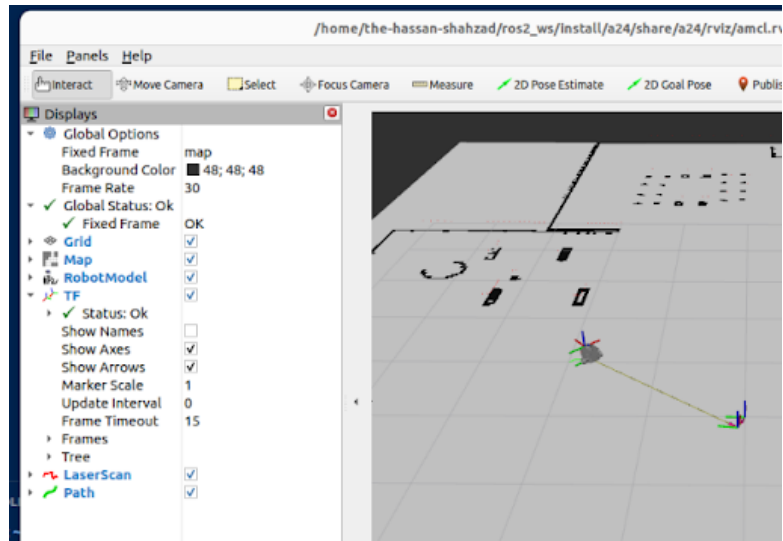 /home/the-hassan-shahzad/ros2_ws/install/a24/share/a24/rviz/amcl.rv
File Panels Help
Interact Move Camera Select Focus Camera Measure 2D Pose Estimate 2D Goal Pose Publis
Displays
Global Options
Fixed Frame map
Background Color 48; 48; 48
Frame Rate 30
Global Status: Ok
Fixed Frame OK
Grid
Map
RobotModel
TF
Status: Ok
Show Names
Show Axes
Show Arrows
Marker Scale 1
Update Interval 0
Frame Timeout 15
Frames
Tree
LaserScan
Path